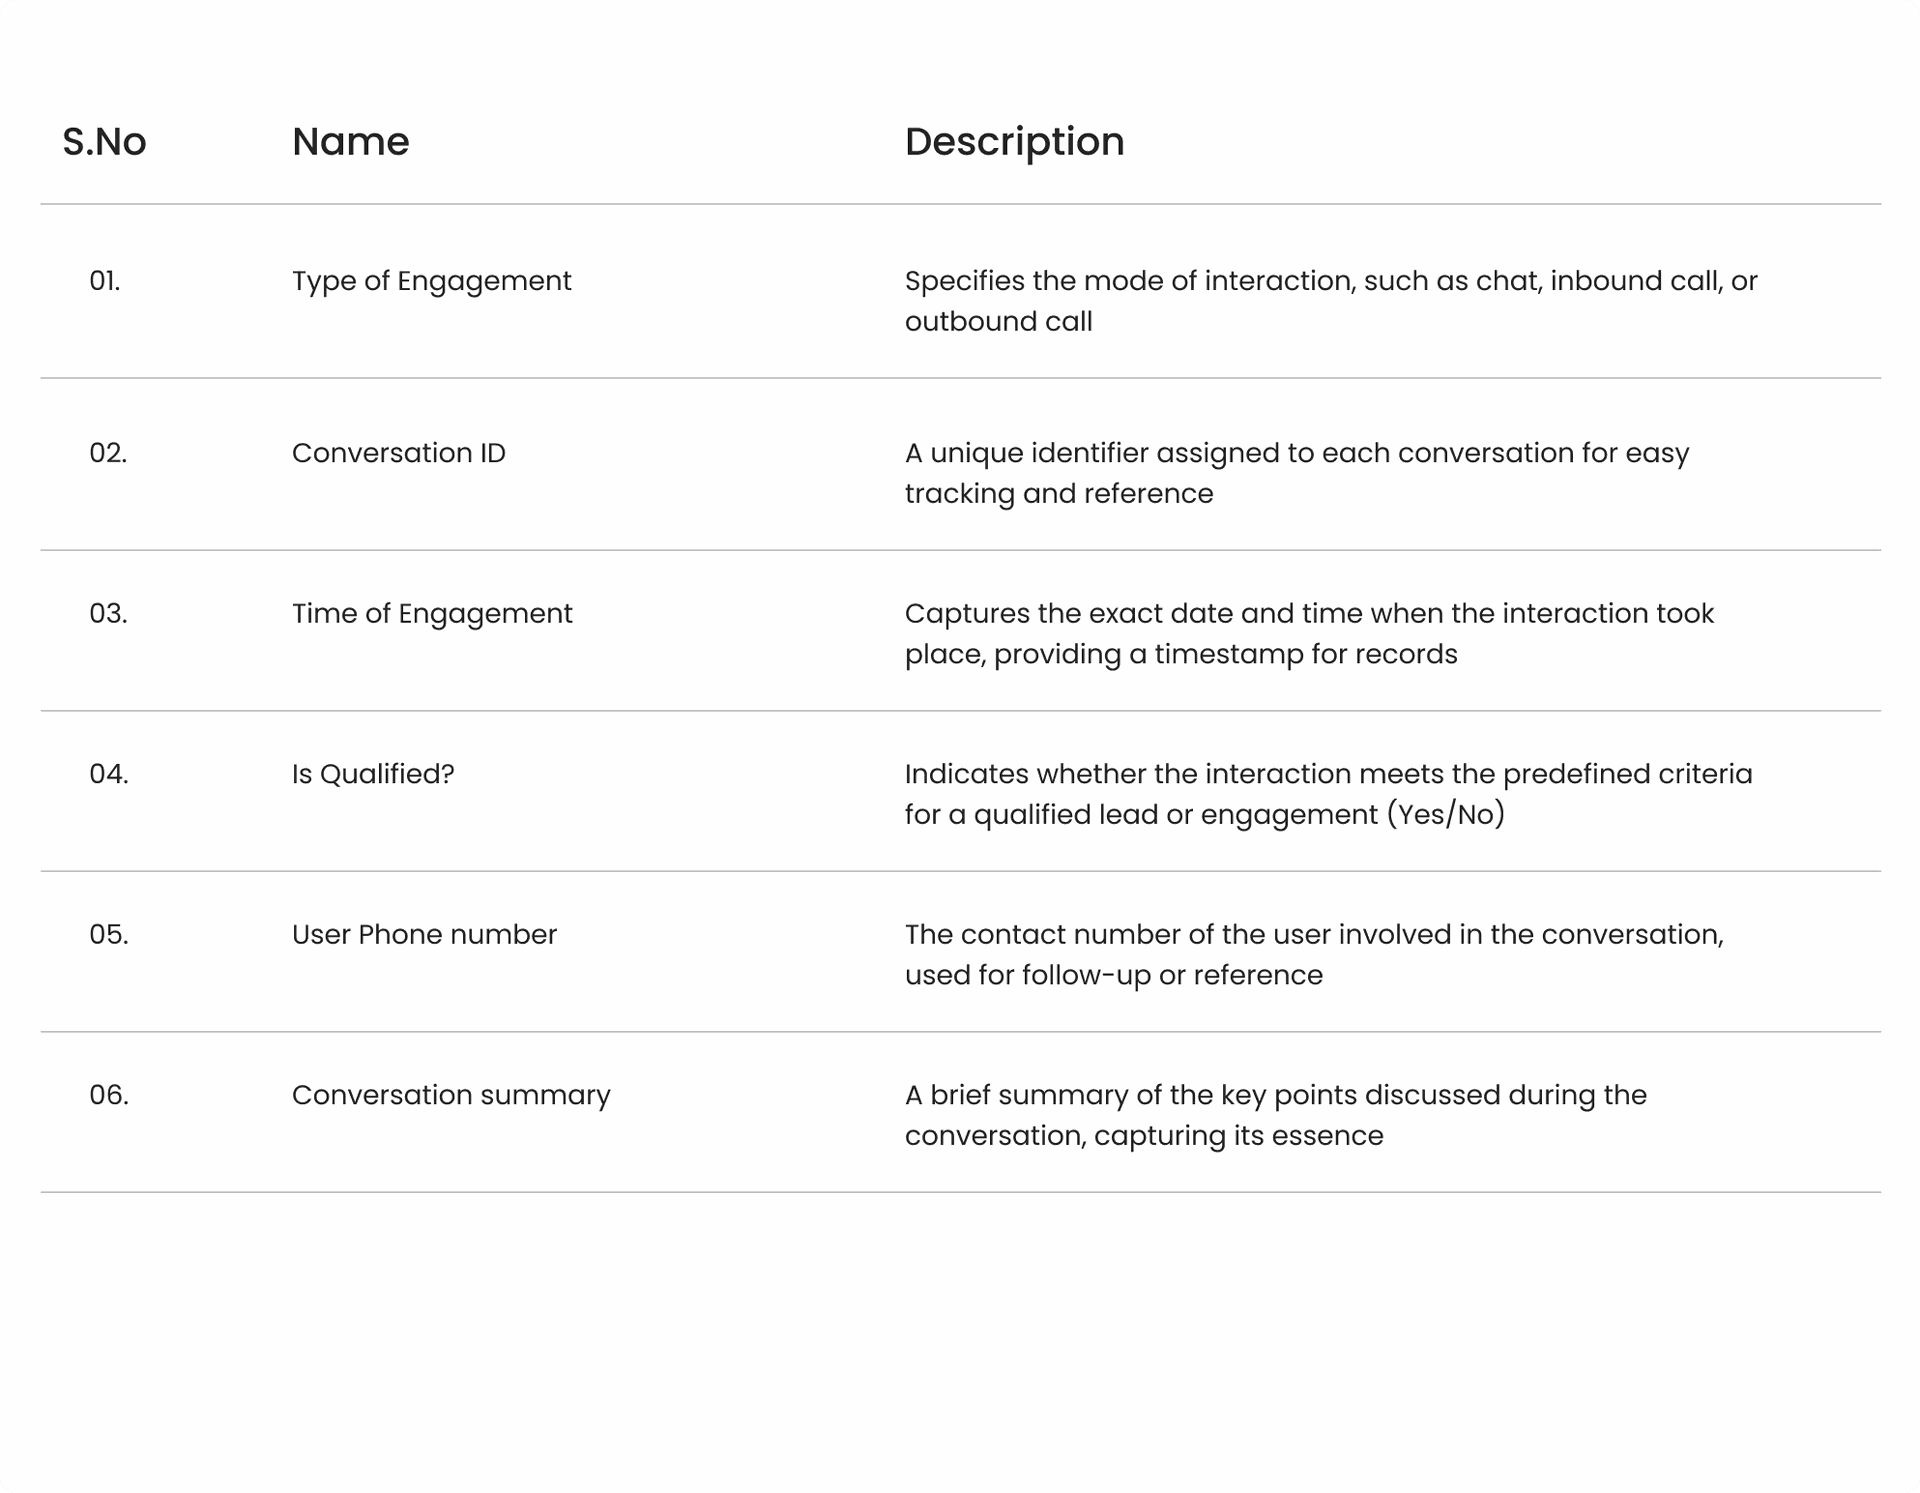 S.No Name Description
01. Type of Engagement Specifies the mode of interaction, such as chat, inbound call, or
outbound call
02. Conversation ID A unique identifier assigned to each conversation for easy
tracking and reference
03. Time of Engagement Captures the exact date and time when the interaction took
place, providing a timestamp for records
04. Is Qualified? Indicates whether the interaction meets the predefined criteria
for a qualified lead or engagement (Yes/No)
05. User Phone number The contact number of the user involved in the conversation,
used for follow-up or reference
06. Conversation summary A brief summary of the key points discussed during the
conversation, capturing its essence